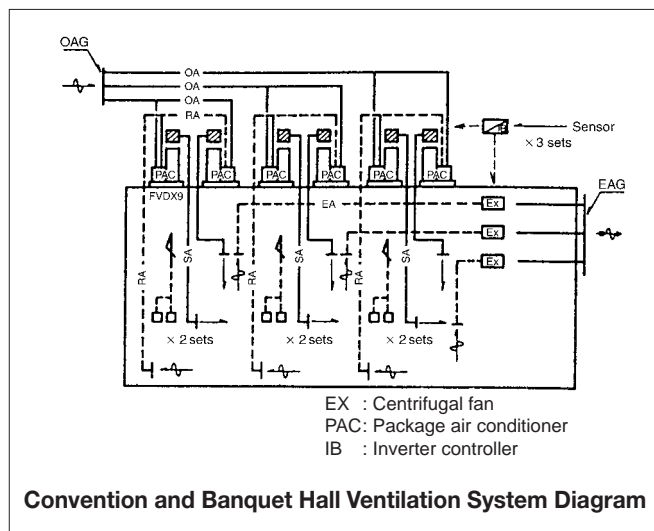 OAG
OA
OA
OA
RA
IB
Sensor
× 3 sets
PAC
PAC
PAC
PAC
PAC
PAC
FVDX9
EAG
EA
Ex
Ex
Ex
RA
SA
RA
SA
RA
SA
× 2 sets
× 2 sets
× 2 sets
EX : Centrifugal fan
PAC: Package air conditioner
IB : Inverter controller
Convention and Banquet Hall Ventilation System Diagram